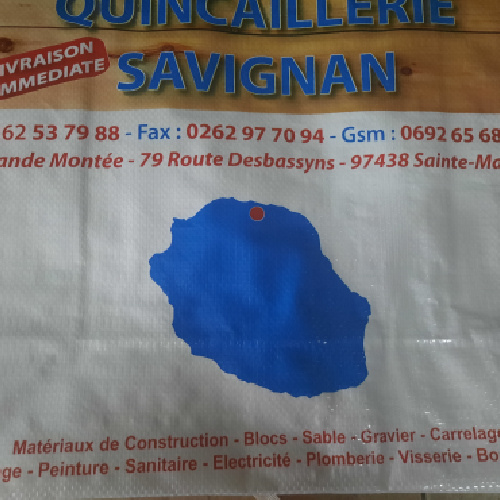 QUINCAILLERIE
SAVIGNAN
LIVRAISON
IMMEDIATE
62 53 79 88 - Fax : 0262 97 70 94 - Gsm : 0692 65 68
ande Montée - 79 Route Desbassyns - 97438 Sainte-Ma
Matériaux de Construction - Blocs - Sable - Gravier - Carrelag
ge - Peinture - Sanitaire - Electricité - Plomberie - Visserie - Bo